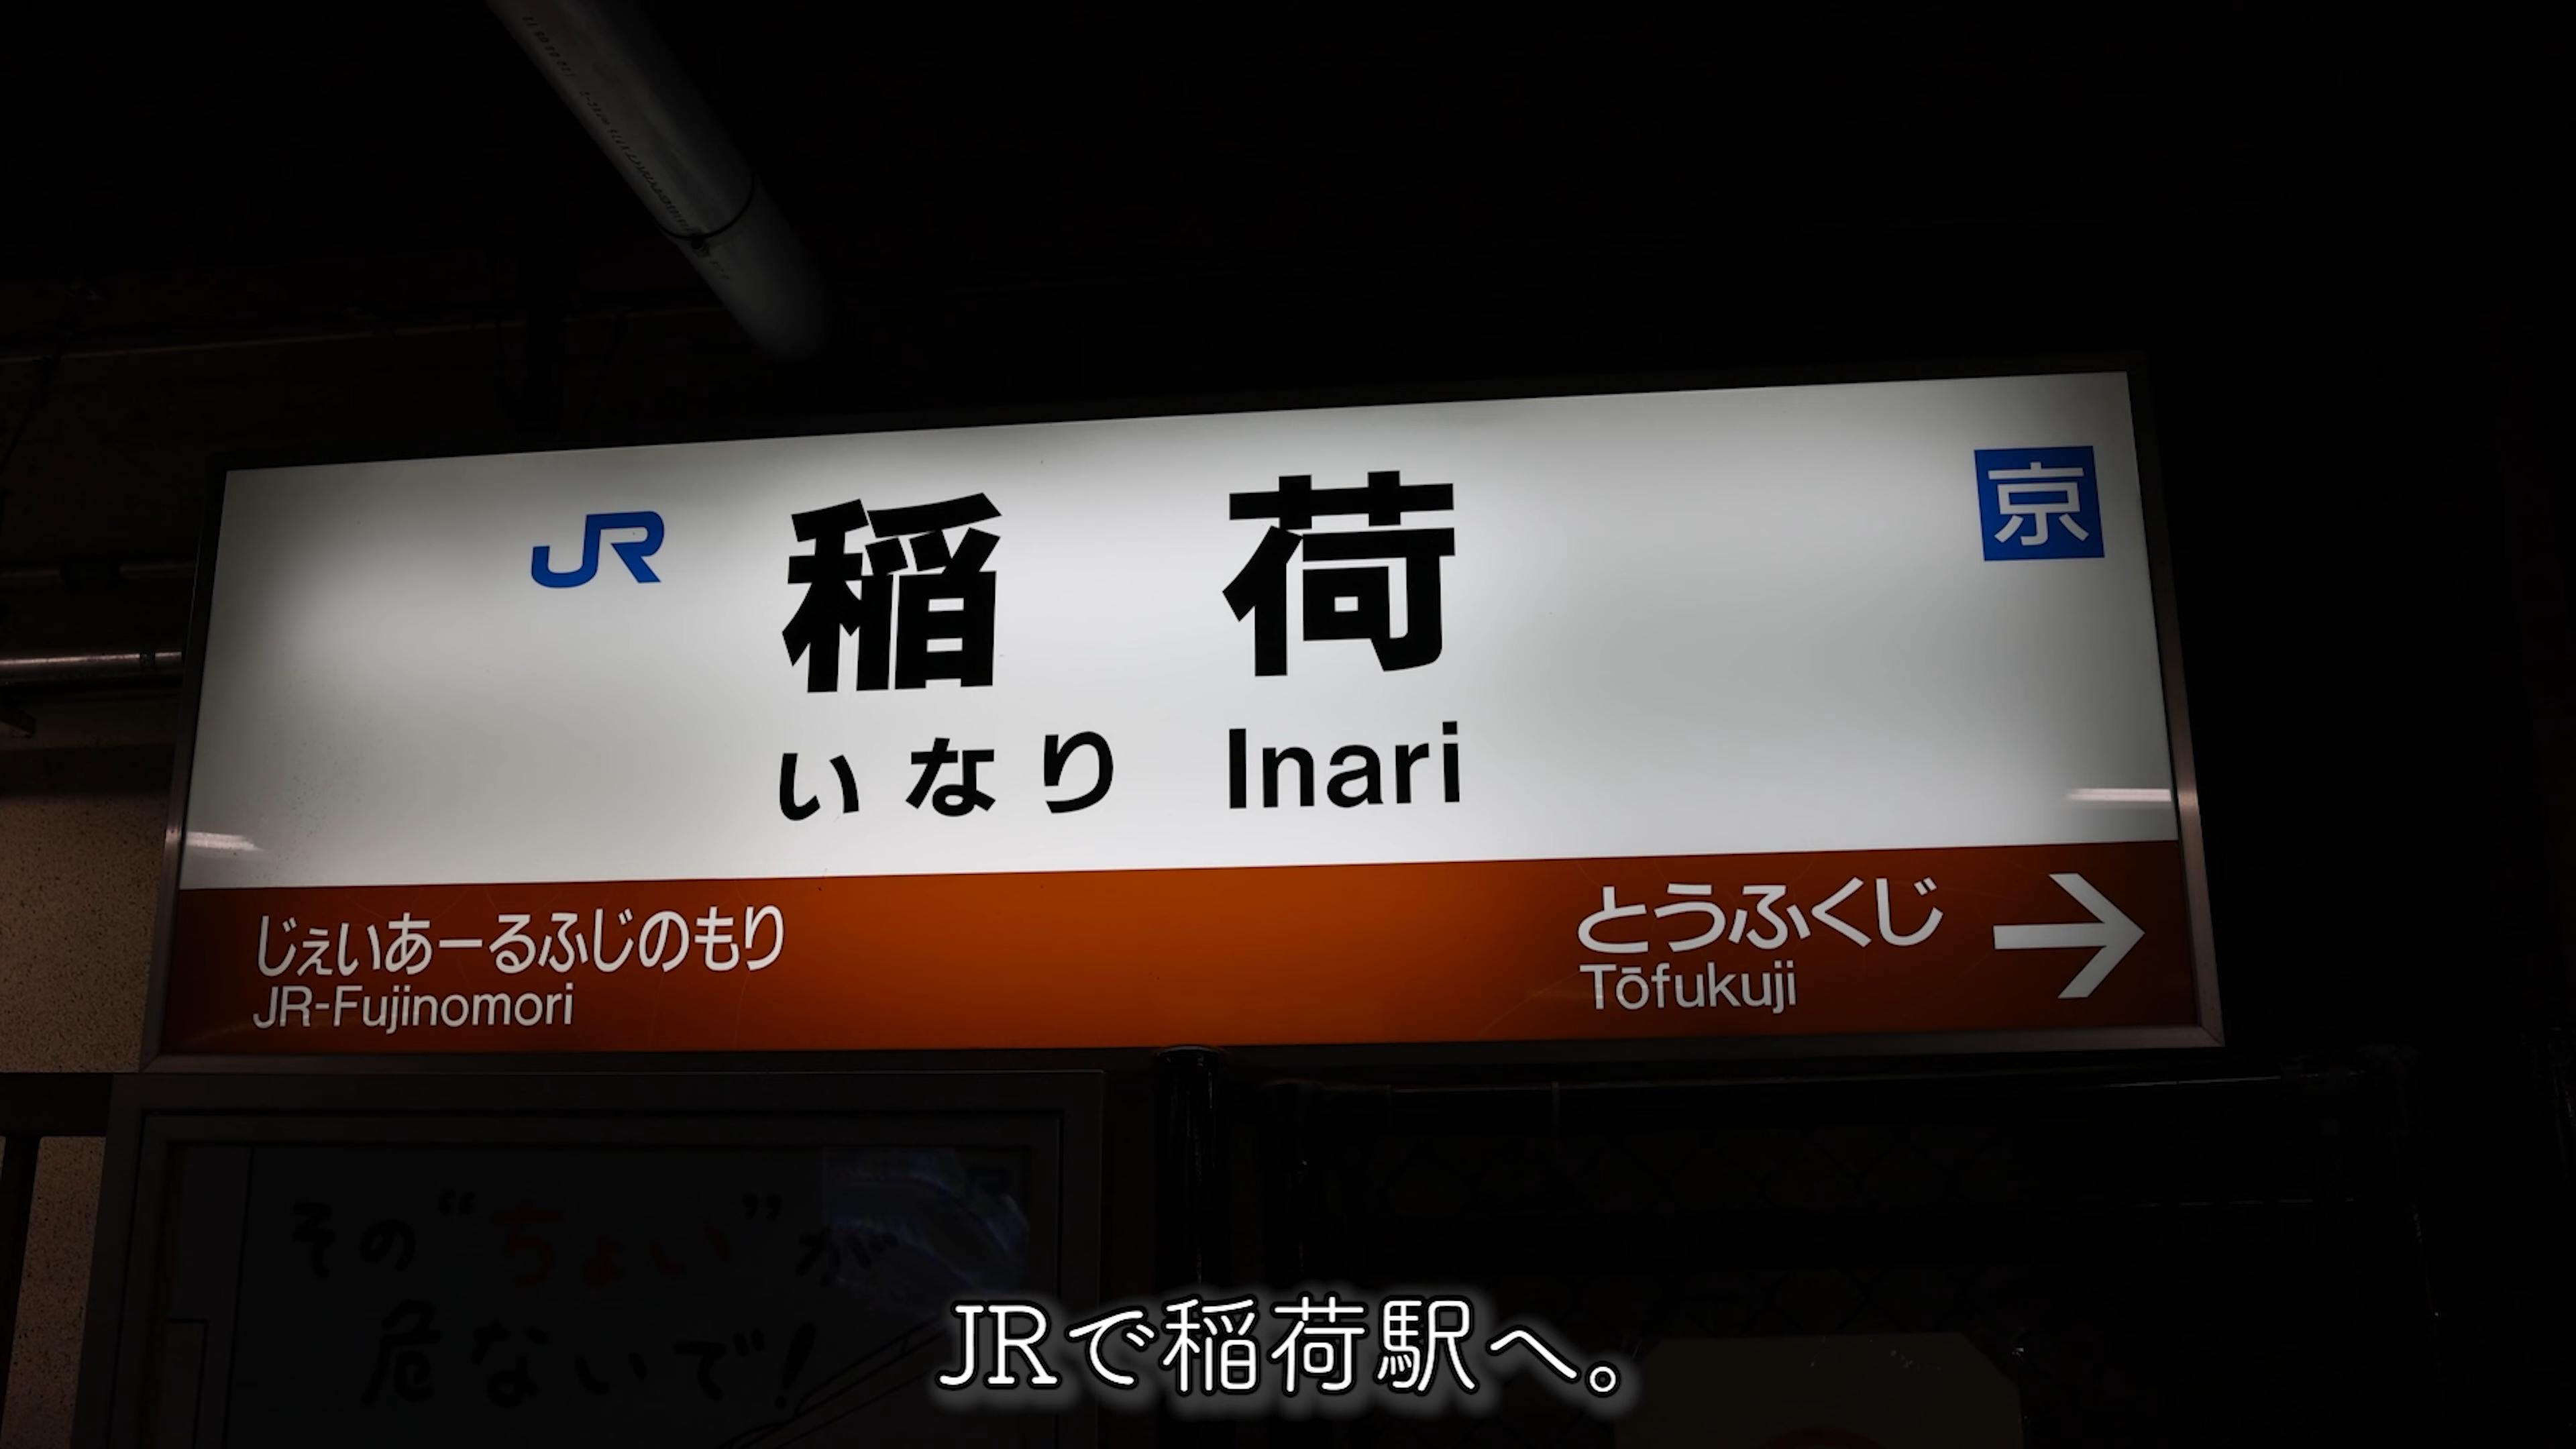 JR 稲荷 京
いなり Inari
じぇいあーるふじのもり とうふくじ →
JR-Fujinomori Tōfukuji
その“ちょい”が
危ないで!
JRで稲荷駅へ。